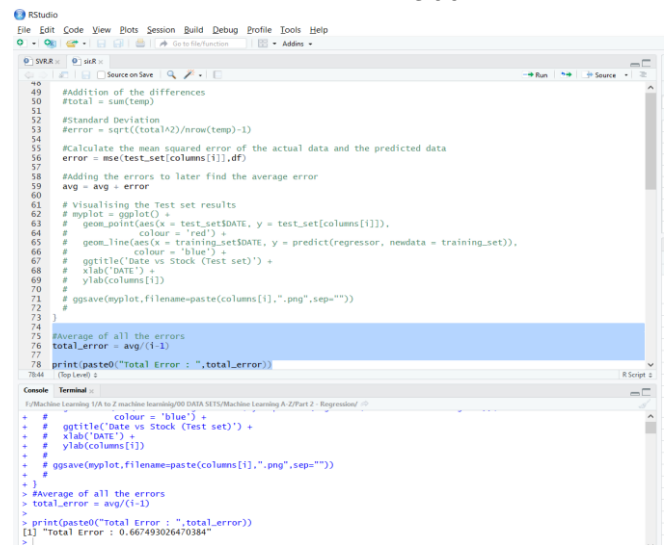 RStudio
File Edit Code View Plots Session Build Debug Profile Tools Help
Go to file/function Addins
SVR.R sir.R
Source on Save Run Source
48
49 #Addition of the differences
50 #total = sum(temp)
51
52 #Standard Deviation
53 #error = sqrt((total^2)/nrow(temp)-1)
54
55 #Calculate the mean squared error of the actual data and the predicted data
56 error = mse(test_set[columns[i]],df)
57
58 #Adding the errors to later find the average error
59 avg = avg + error
60
61 # Visualising the Test set results
62 # myplot = ggplot() +
63 # geom_point(aes(x = test_set$DATE, y = test_set[columns[i]]),
64 # colour = 'red') +
65 # geom_line(aes(x = training_set$DATE, y = predict(regressor, newdata = training_set)),
66 # colour = 'blue') +
67 # ggtitle('Date vs Stock (Test set)') +
68 # xlab('DATE') +
69 # ylab(columns[i])
70 #
71 # ggsave(myplot,filename=paste(columns[i],".png",sep=""))
72 #
73 }
74
75 #Average of all the errors
76 total_error = avg/(i-1)
77
78 print(paste0("Total Error : ",total_error))
78:44 (Top Level) R Script
Console Terminal
F:/Machine Learning 1/A to Z machine learninig/00 DATA SETS/Machine Learning A-Z/Part 2 - Regression/
+ # colour = 'blue') +
+ # ggtitle('Date vs Stock (Test set)') +
+ # xlab('DATE') +
+ # ylab(columns[i])
+ #
+ # ggsave(myplot,filename=paste(columns[i],".png",sep=""))
+ #
+ }
> #Average of all the errors
> total_error = avg/(i-1)
>
> print(paste0("Total Error : ",total_error))
[1] "Total Error : 0.667493026470384"
>